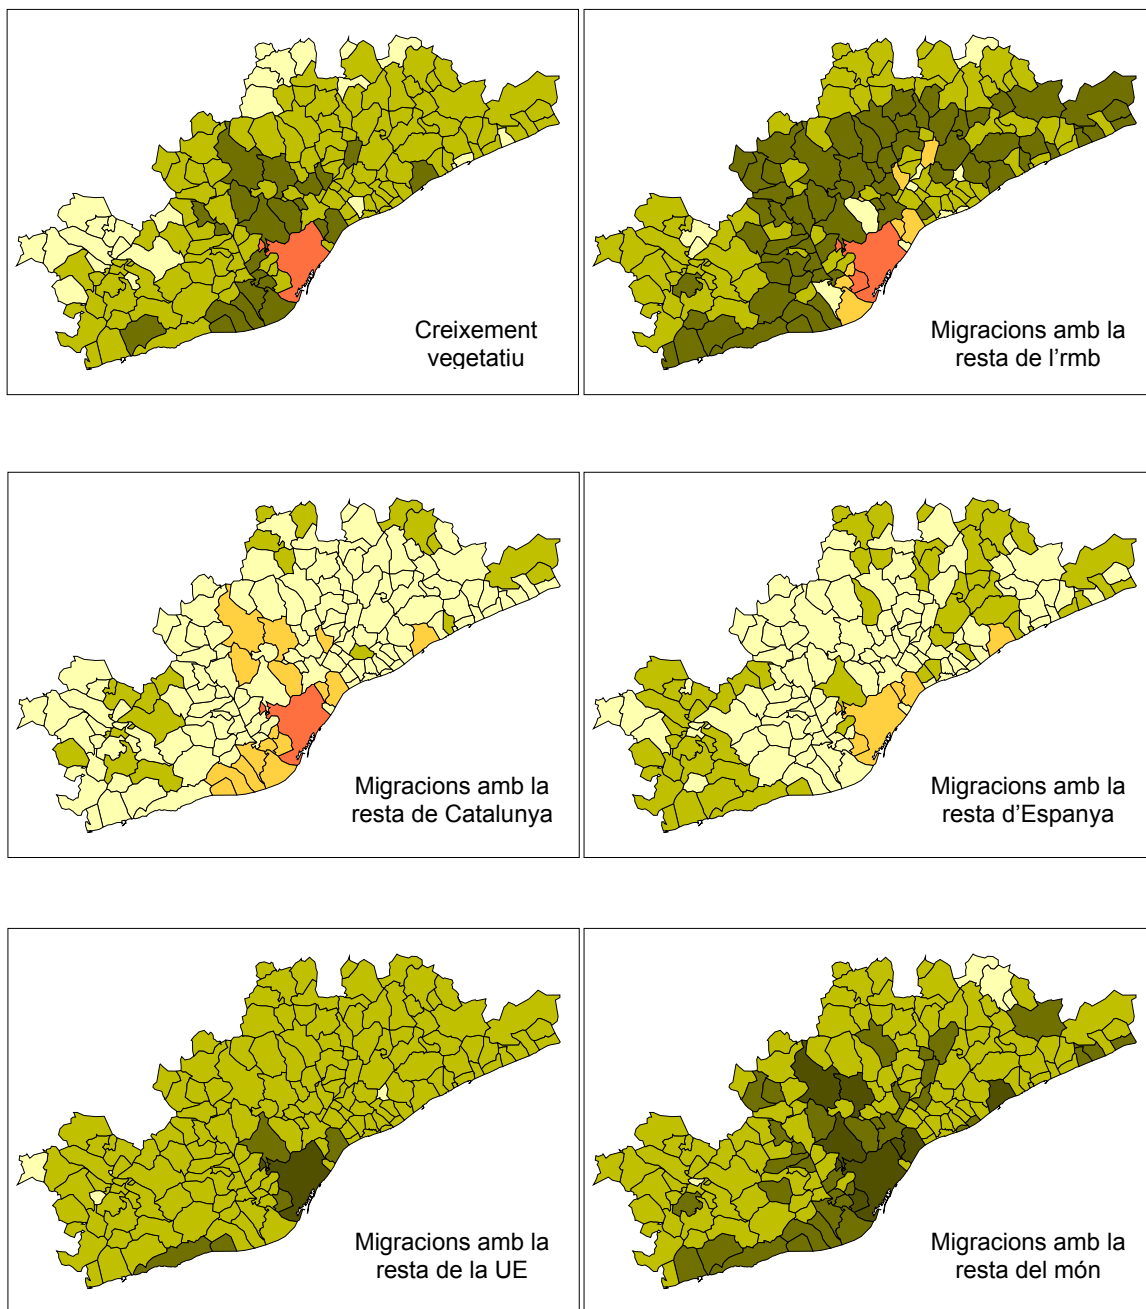 Creixement
vegetatiu
Migracions amb la
resta de l’rmb
Migracions amb la
resta de Catalunya
Migracions amb la
resta d’Espanya
Migracions amb la
resta de la UE
Migracions amb la
resta del món